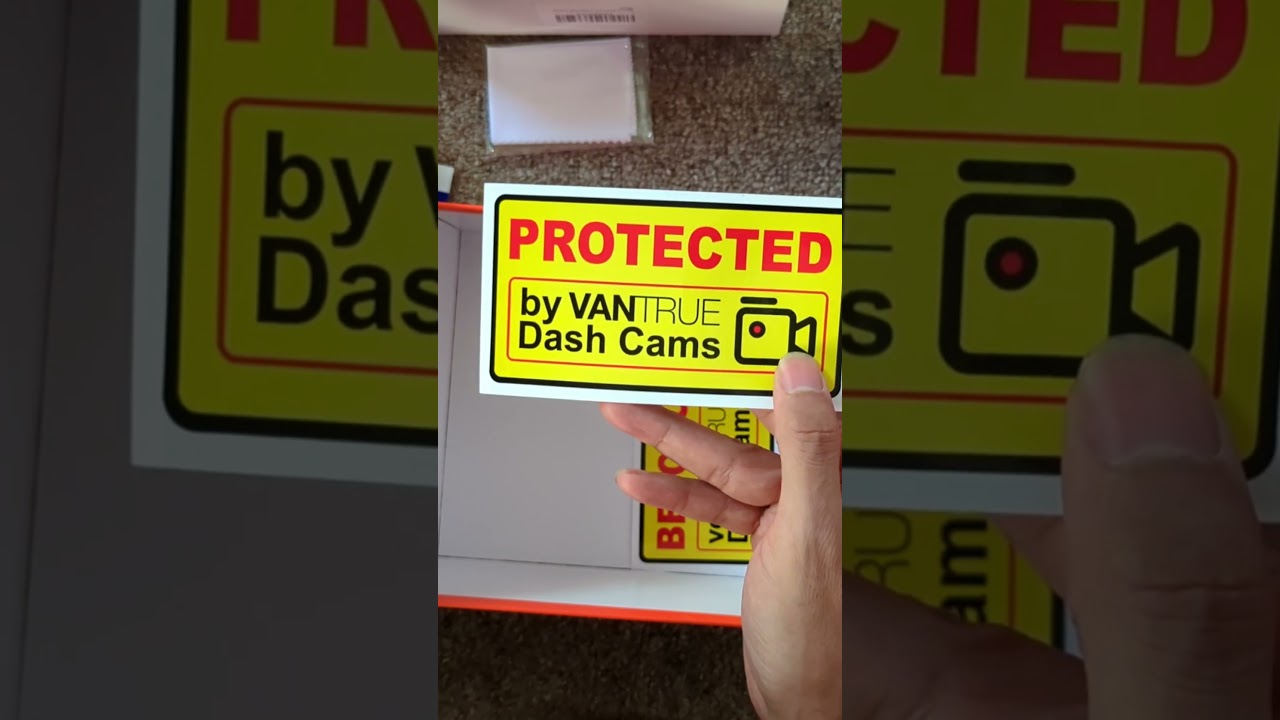 PROTECTED
by VANTRUE
Dash Cams